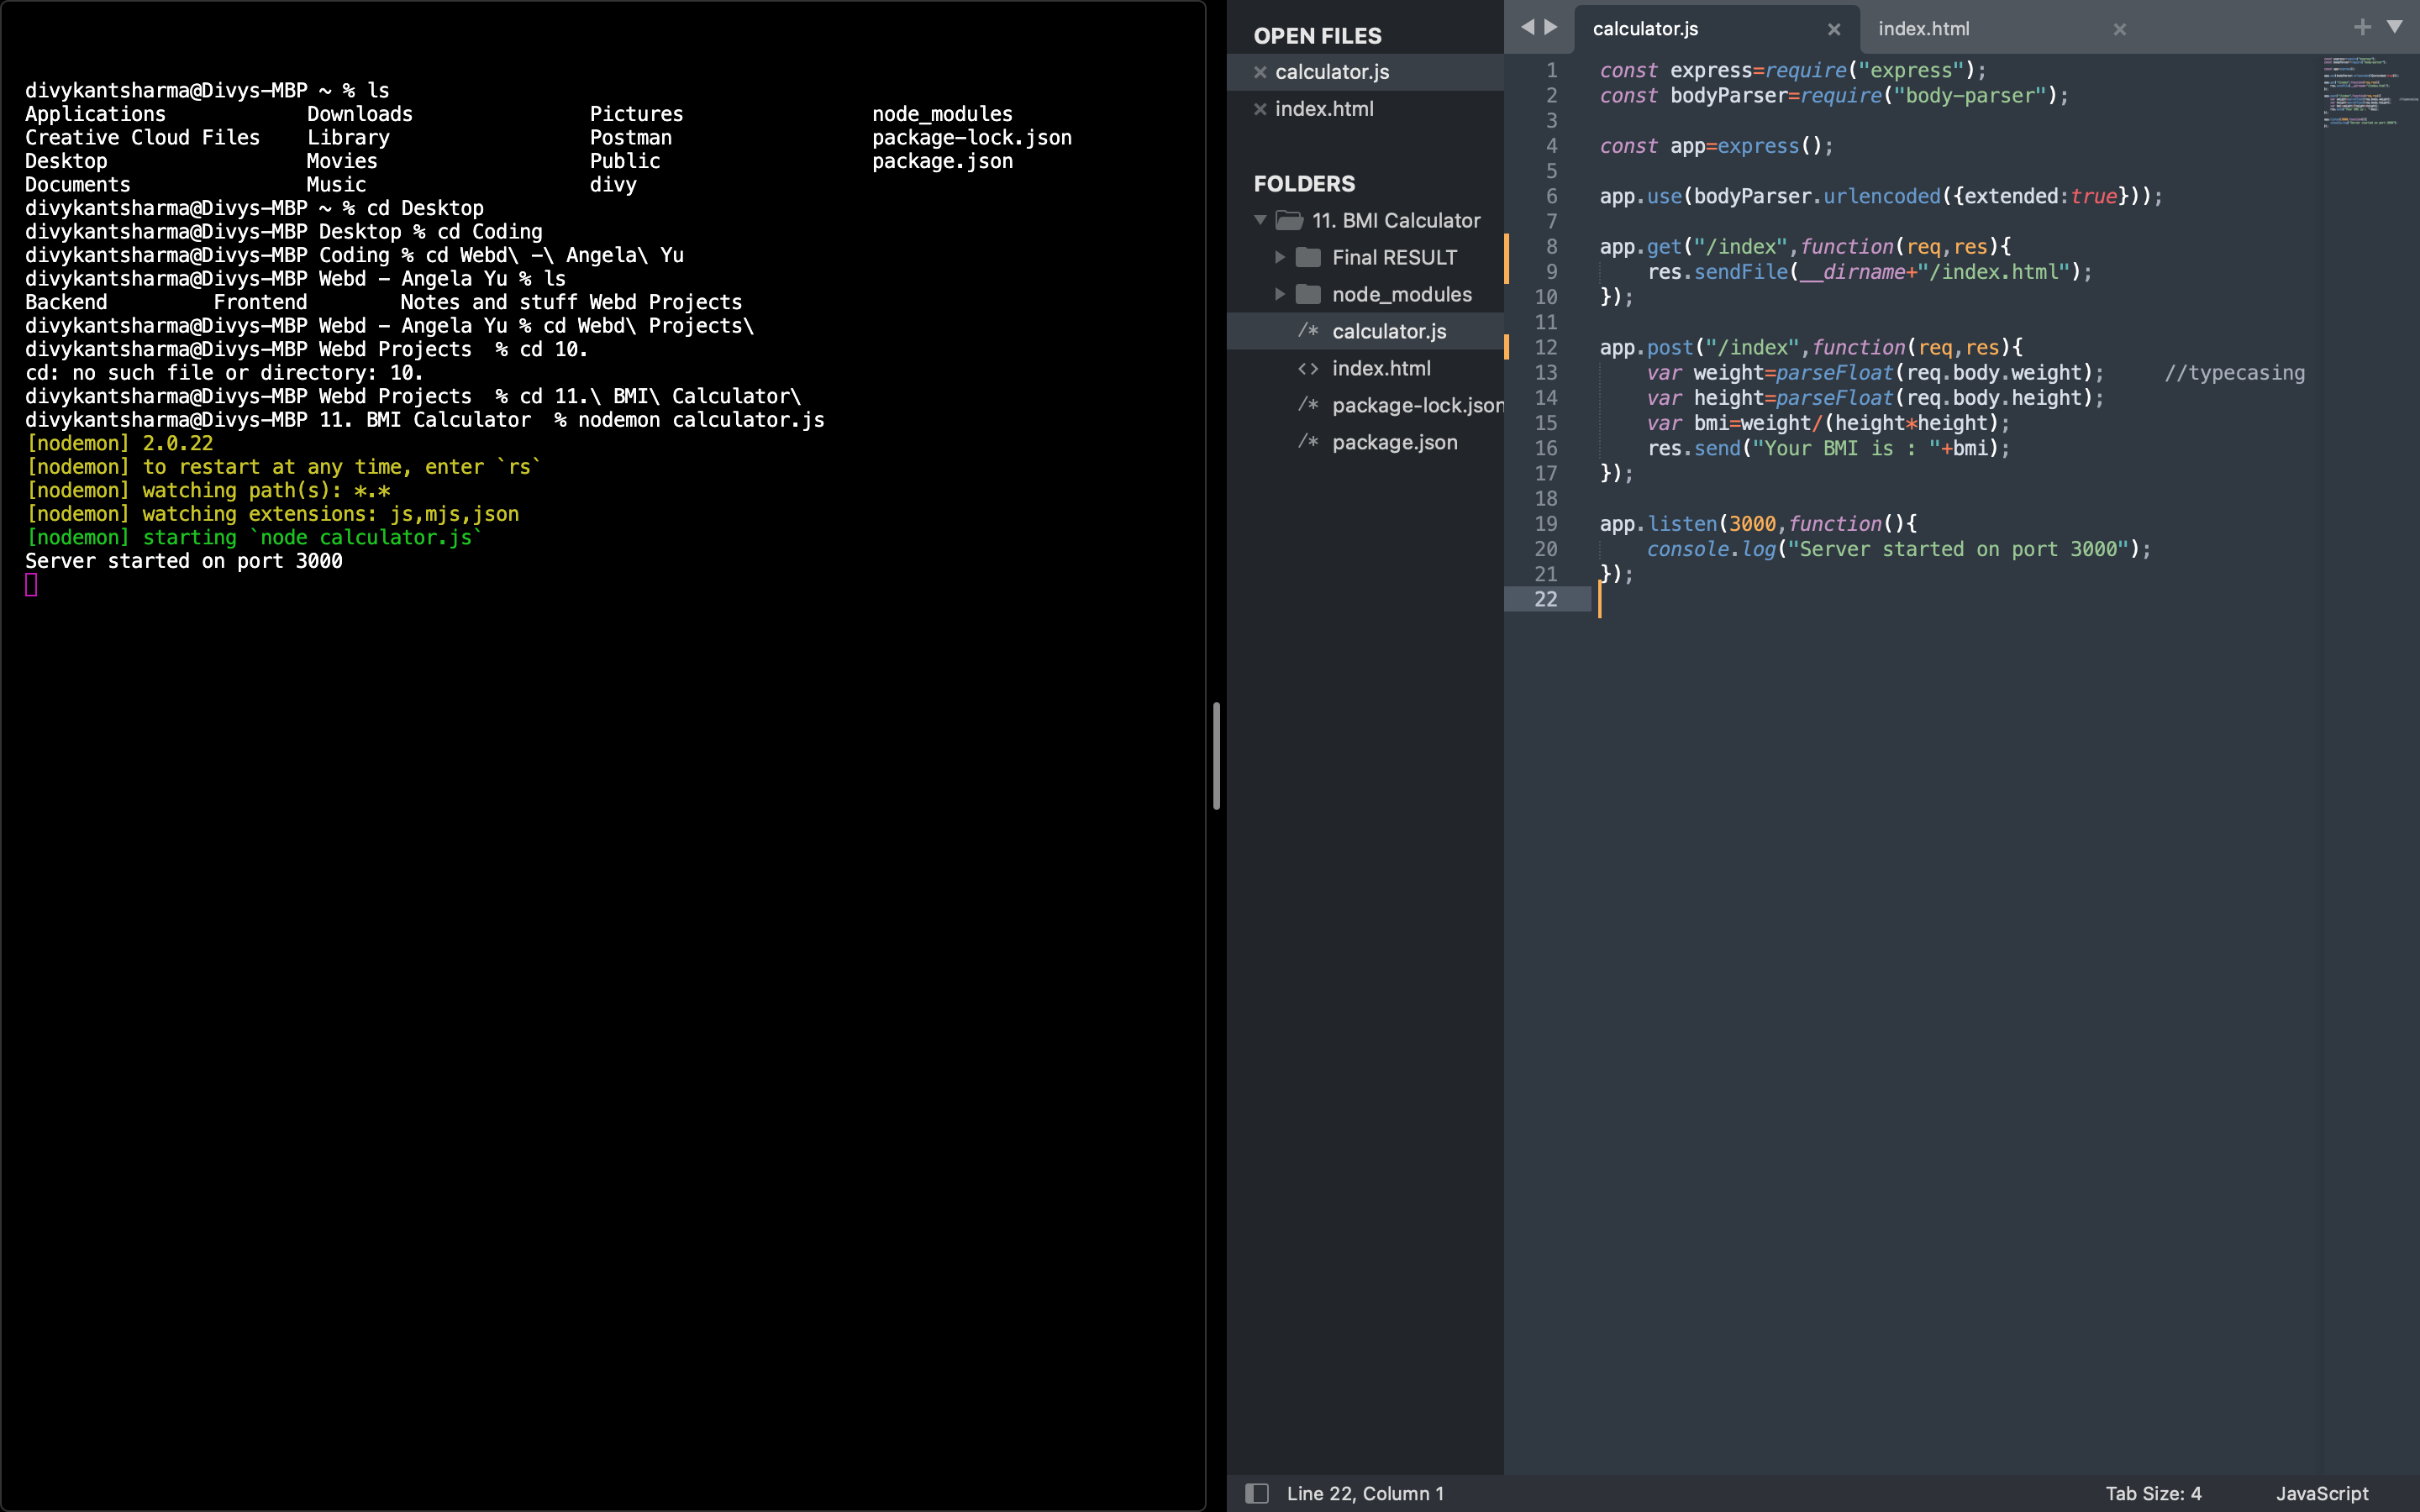 divykantsharma@Divys-MBP ~ % ls
Applications Downloads Pictures node_modules
Creative Cloud Files Library Postman package-lock.json
Desktop Movies Public package.json
Documents Music divy
divykantsharma@Divys-MBP ~ % cd Desktop
divykantsharma@Divys-MBP Desktop % cd Coding
divykantsharma@Divys-MBP Coding % cd Webd\ -\ Angela\ Yu
divykantsharma@Divys-MBP Webd - Angela Yu % ls
Backend Frontend Notes and stuff Webd Projects
divykantsharma@Divys-MBP Webd - Angela Yu % cd Webd\ Projects\
divykantsharma@Divys-MBP Webd Projects % cd 10.
cd: no such file or directory: 10.
divykantsharma@Divys-MBP Webd Projects % cd 11.\ BMI\ Calculator\
divykantsharma@Divys-MBP 11. BMI Calculator % nodemon calculator.js
[nodemon] 2.0.22
[nodemon] to restart at any time, enter `rs`
[nodemon] watching path(s): *.*
[nodemon] watching extensions: js,mjs,json
[nodemon] starting `node calculator.js`
Server started on port 3000
OPEN FILES
calculator.js
index.html
FOLDERS
11. BMI Calculator
Final RESULT
node_modules
/* calculator.js
<> index.html
/* package-lock.json
/* package.json
calculator.js index.html
1 const express=require("express");
2 const bodyParser=require("body-parser");
3
4 const app=express();
5
6 app.use(bodyParser.urlencoded({extended:true}));
7
8 app.get("/index",function(req,res){
9 res.sendFile(__dirname+"/index.html");
10 });
11
12 app.post("/index",function(req,res){
13 var weight=parseFloat(req.body.weight); //typecasing
14 var height=parseFloat(req.body.height);
15 var bmi=weight/(height*height);
16 res.send("Your BMI is : "+bmi);
17 });
18
19 app.listen(3000,function(){
20 console.log("Server started on port 3000");
21 });
22
Line 22, Column 1 Tab Size: 4 JavaScript